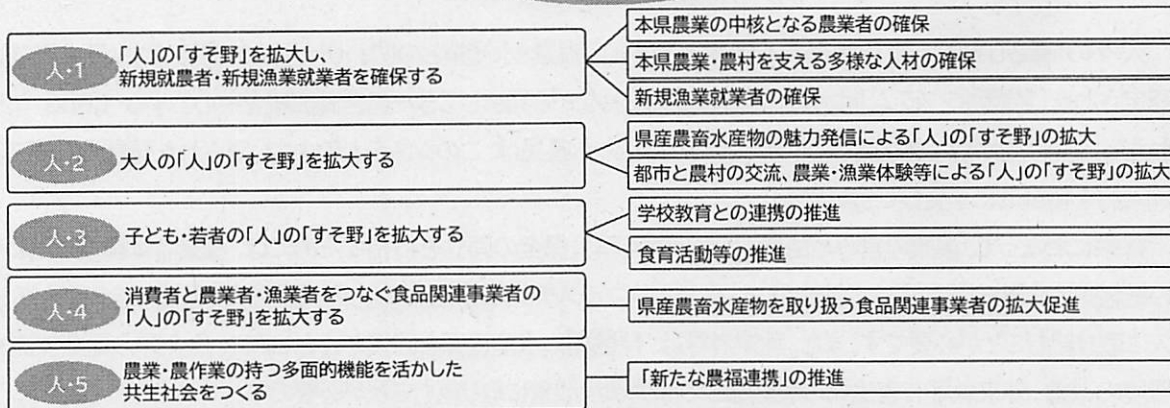 人・1
「人」の「すそ野」を拡大し、
新規就農者・新規漁業就業者を確保する
本県農業の中核となる農業者の確保
本県農業・農村を支える多様な人材の確保
新規漁業就業者の確保
人・2
大人の「人」の「すそ野」を拡大する
県産農畜水産物の魅力発信による「人」の「すそ野」の拡大
都市と農村の交流、農業・漁業体験等による「人」の「すそ野」の拡大
人・3
子ども・若者の「人」の「すそ野」を拡大する
学校教育との連携の推進
食育活動等の推進
人・4
消費者と農業者・漁業者をつなぐ食品関連事業者の
「人」の「すそ野」を拡大する
県産農畜水産物を取り扱う食品関連事業者の拡大促進
人・5
農業・農作業の持つ多面的機能を活かした
共生社会をつくる
「新たな農福連携」の推進